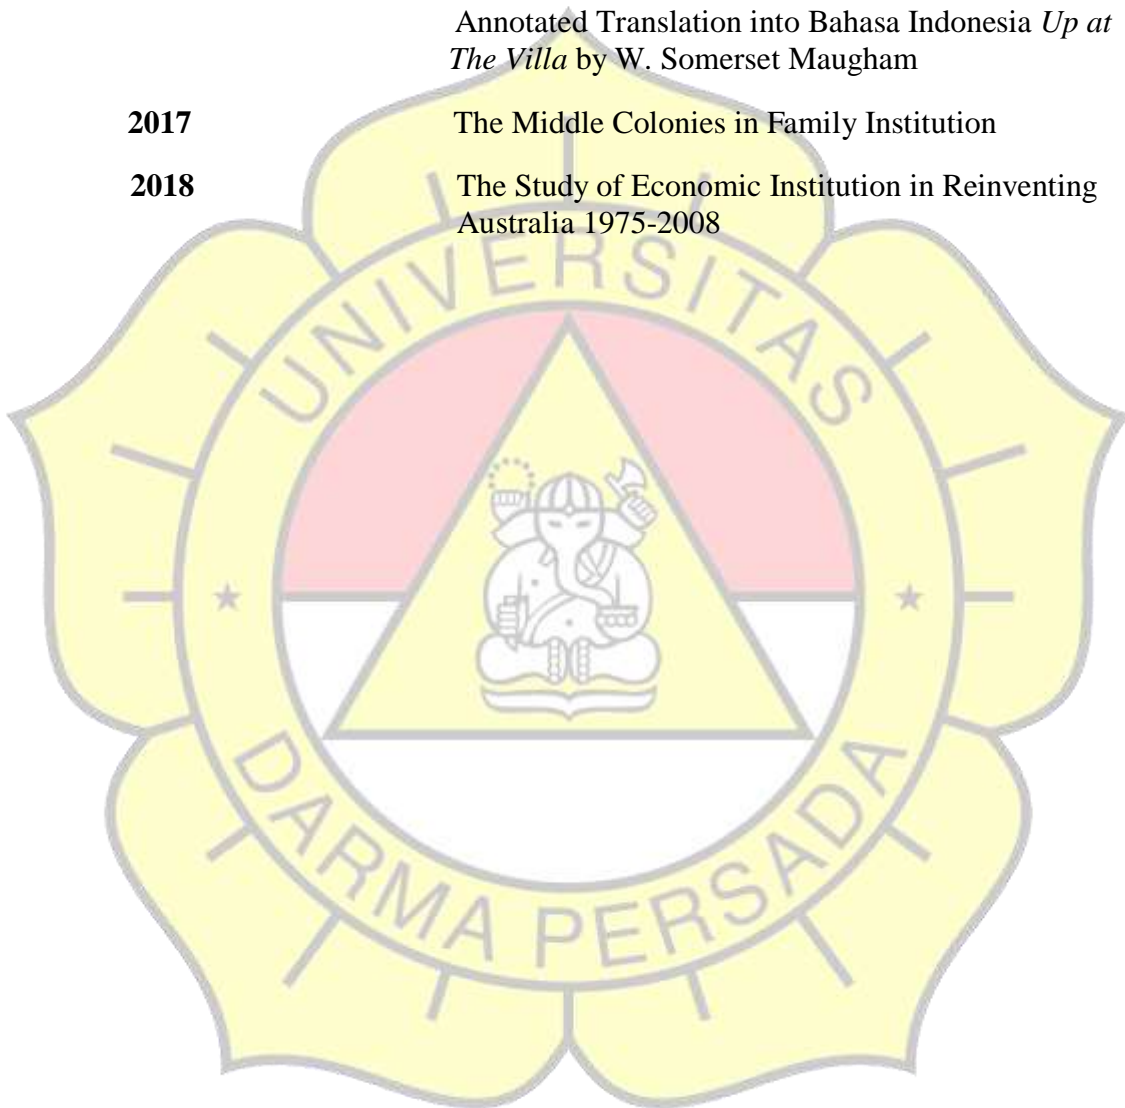 Annotated Translation into Bahasa Indonesia Up at
The Villa by W. Somerset Maugham
2017 The Middle Colonies in Family Institution
2018 The Study of Economic Institution in Reinventing
Australia 1975-2008
UNIVERSITAS
DARMA PERSADA